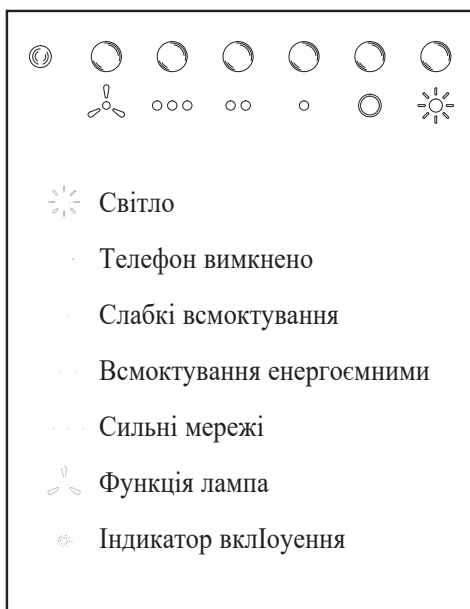 Світло
Телефон вимкнено
Слабкі всмоктування
Всмоктування енергоємними
Сильні мережі
Функція лампа
Індикатор вклІоуення